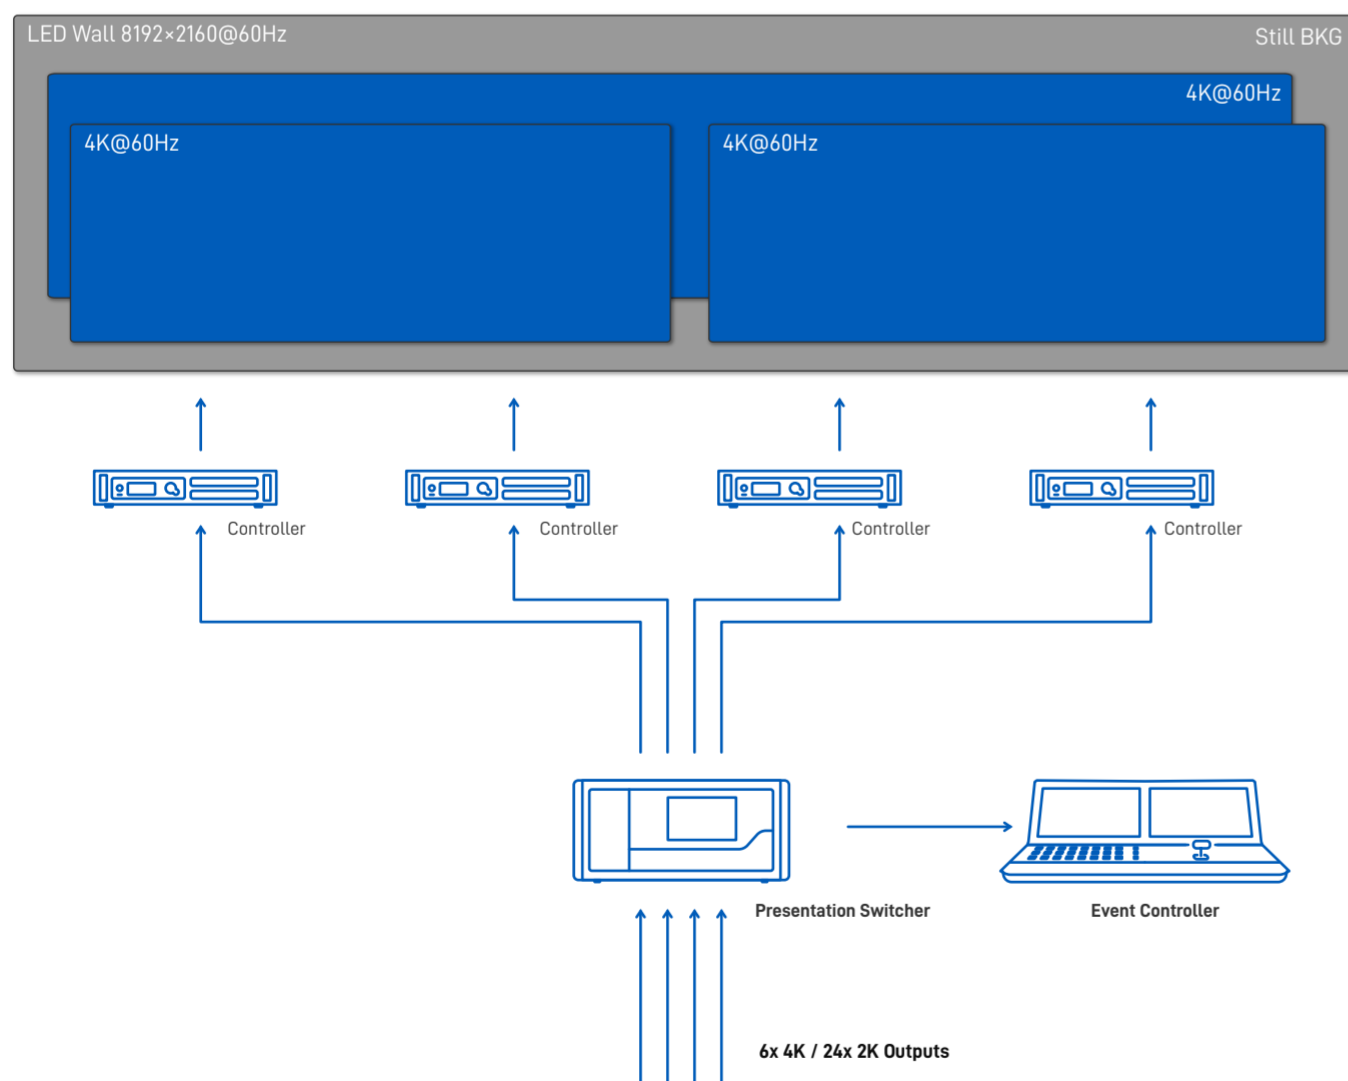 LED Wall 8192×2160@60Hz
Still BKG
4K@60Hz
4K@60Hz
4K@60Hz
Controller
Controller
Controller
Controller
Presentation Switcher
Event Controller
6x 4K / 24x 2K Outputs